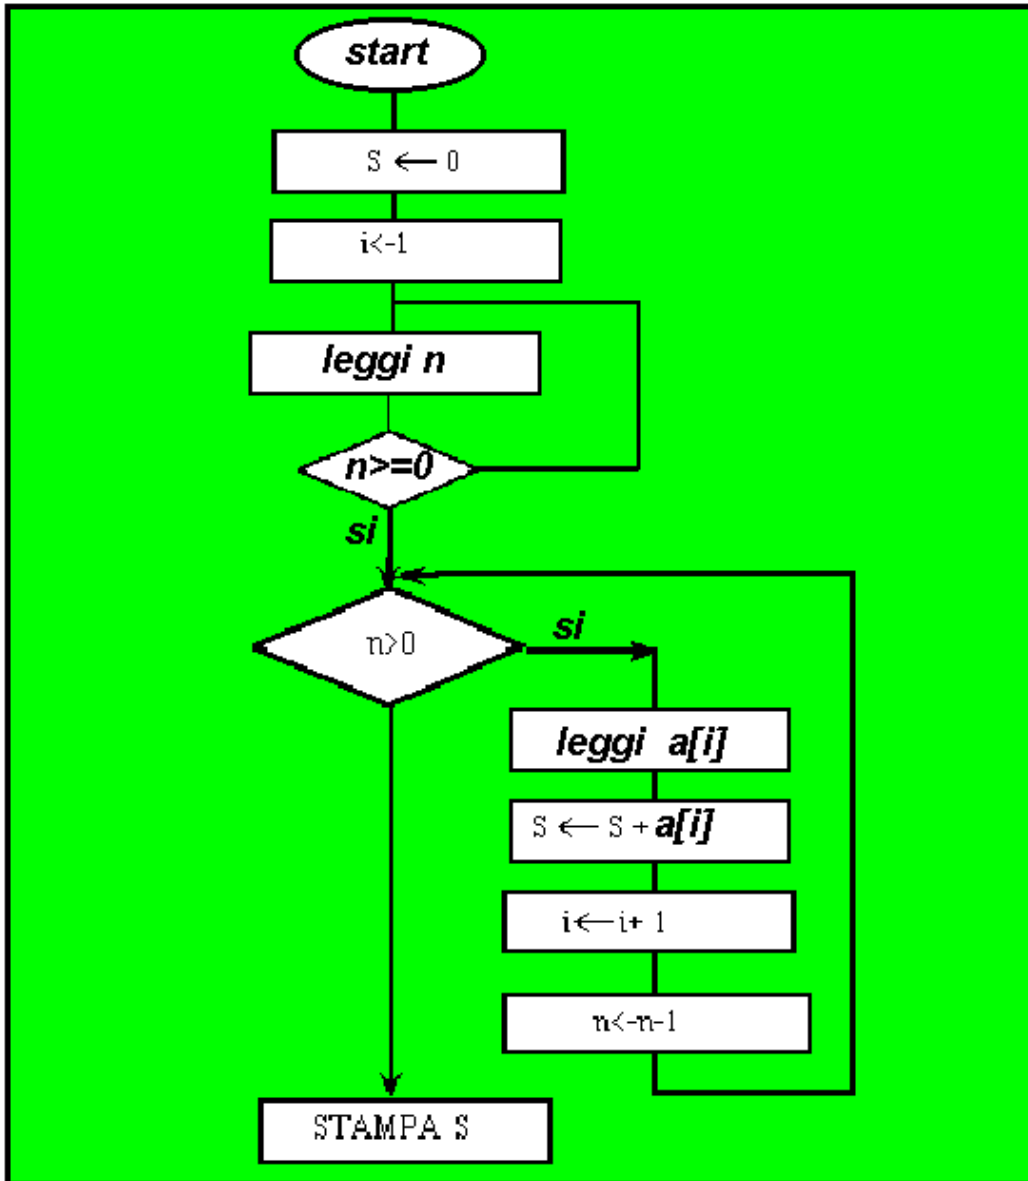 start
S ← 0
i<-1
leggi n
n>=0
si
n>0
si
leggi a[i]
S ← S + a[i]
i ← i+ 1
n<-n-1
STAMPA S